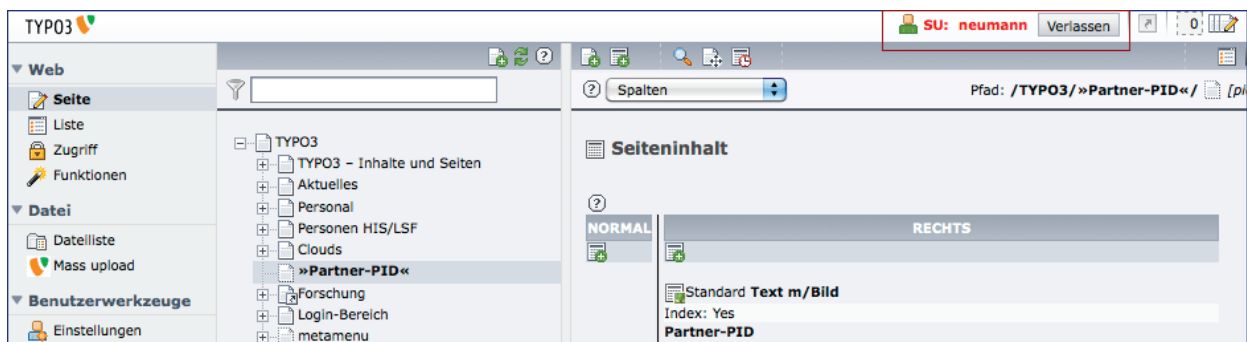 TYPO3 SU: neumann Verlassen 0
Web
Seite
Liste
Zugriff
Funktionen
Datei
Dateiliste
Mass upload
Benutzerwerkzeuge
Einstellungen
TYPO3
TYPO3 – Inhalte und Seiten
Aktuelles
Personal
Personen HIS/LSF
Clouds
»Partner-PID«
Forschung
Login-Bereich
metamenu
Spalten Pfad: /TYPO3/»Partner-PID«/
Seiteninhalt
NORMAL RECHTS
Standard Text m/Bild
Index: Yes
Partner-PID